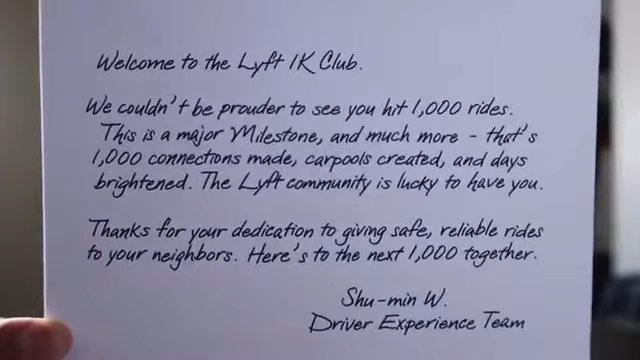 Welcome to the Lyft 1K Club.
We couldn't be prouder to see you hit 1,000 rides.
This is a major Milestone, and much more - that's
1,000 connections made, carpools created, and days
brightened. The Lyft community is lucky to have you.
Thanks for your dedication to giving safe, reliable rides
to your neighbors. Here's to the next 1,000 together.
Shu-min W.
Driver Experience Team